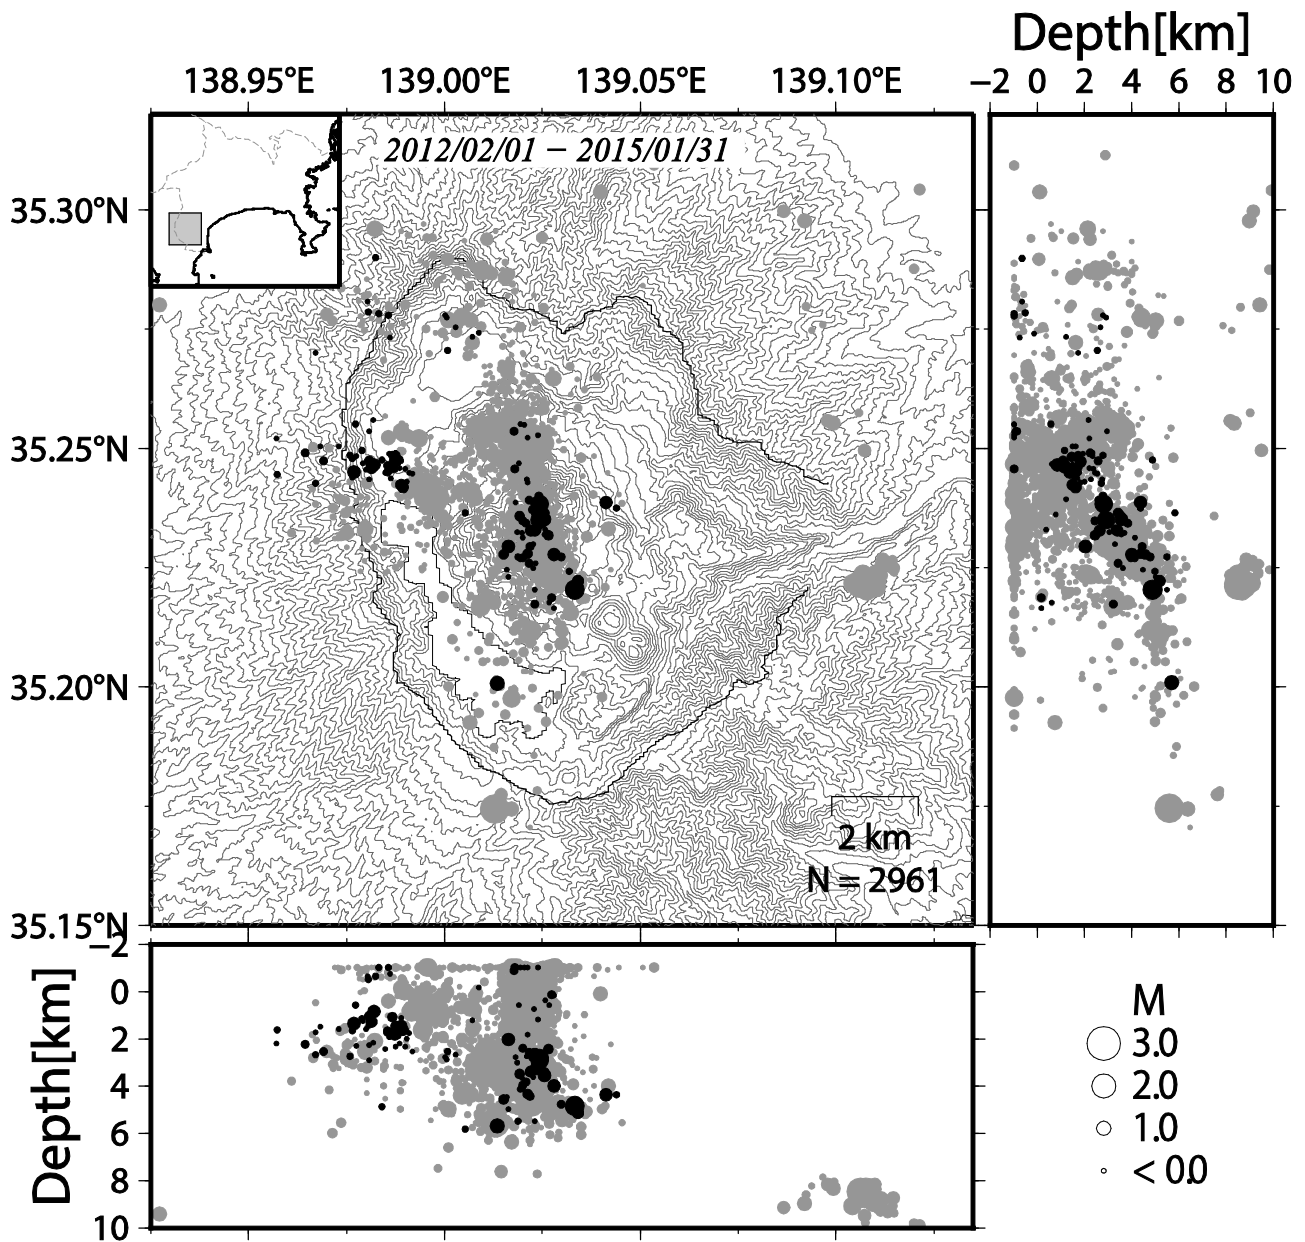 Depth[km]
138.95°E 139.00°E 139.05°E 139.10°E
−2 0 2 4 6 8 10
2012/02/01 − 2015/01/31
35.30°N
35.25°N
35.20°N
35.15°N
2 km
N = 2961
Depth[km]
−2
0
2
4
6
8
10
M
3.0
2.0
1.0
< 0.0